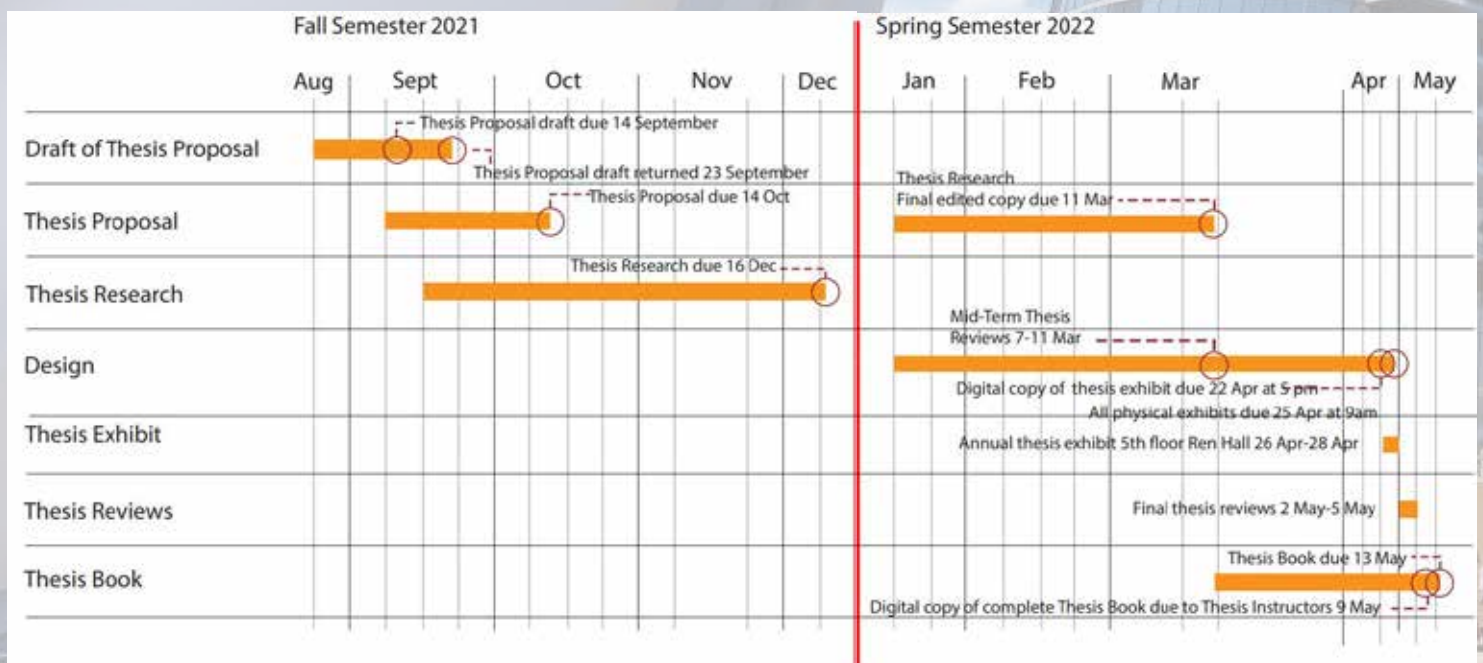 Fall Semester 2021
Spring Semester 2022
Aug Sept Oct Nov Dec Jan Feb Mar Apr May
Draft of Thesis Proposal
Thesis Proposal draft due 14 September
Thesis Proposal draft returned 23 September
Thesis Proposal
Thesis Proposal due 14 Oct
Thesis Research
Final edited copy due 11 Mar
Thesis Research
Thesis Research due 16 Dec
Design
Mid-Term Thesis
Reviews 7-11 Mar
Digital copy of thesis exhibit due 22 Apr at 5 pm
All physical exhibits due 25 Apr at 9am
Thesis Exhibit
Annual thesis exhibit 5th floor Ren Hall 26 Apr-28 Apr
Thesis Reviews
Final thesis reviews 2 May-5 May
Thesis Book
Thesis Book due 13 May
Digital copy of complete Thesis Book due to Thesis Instructors 9 May